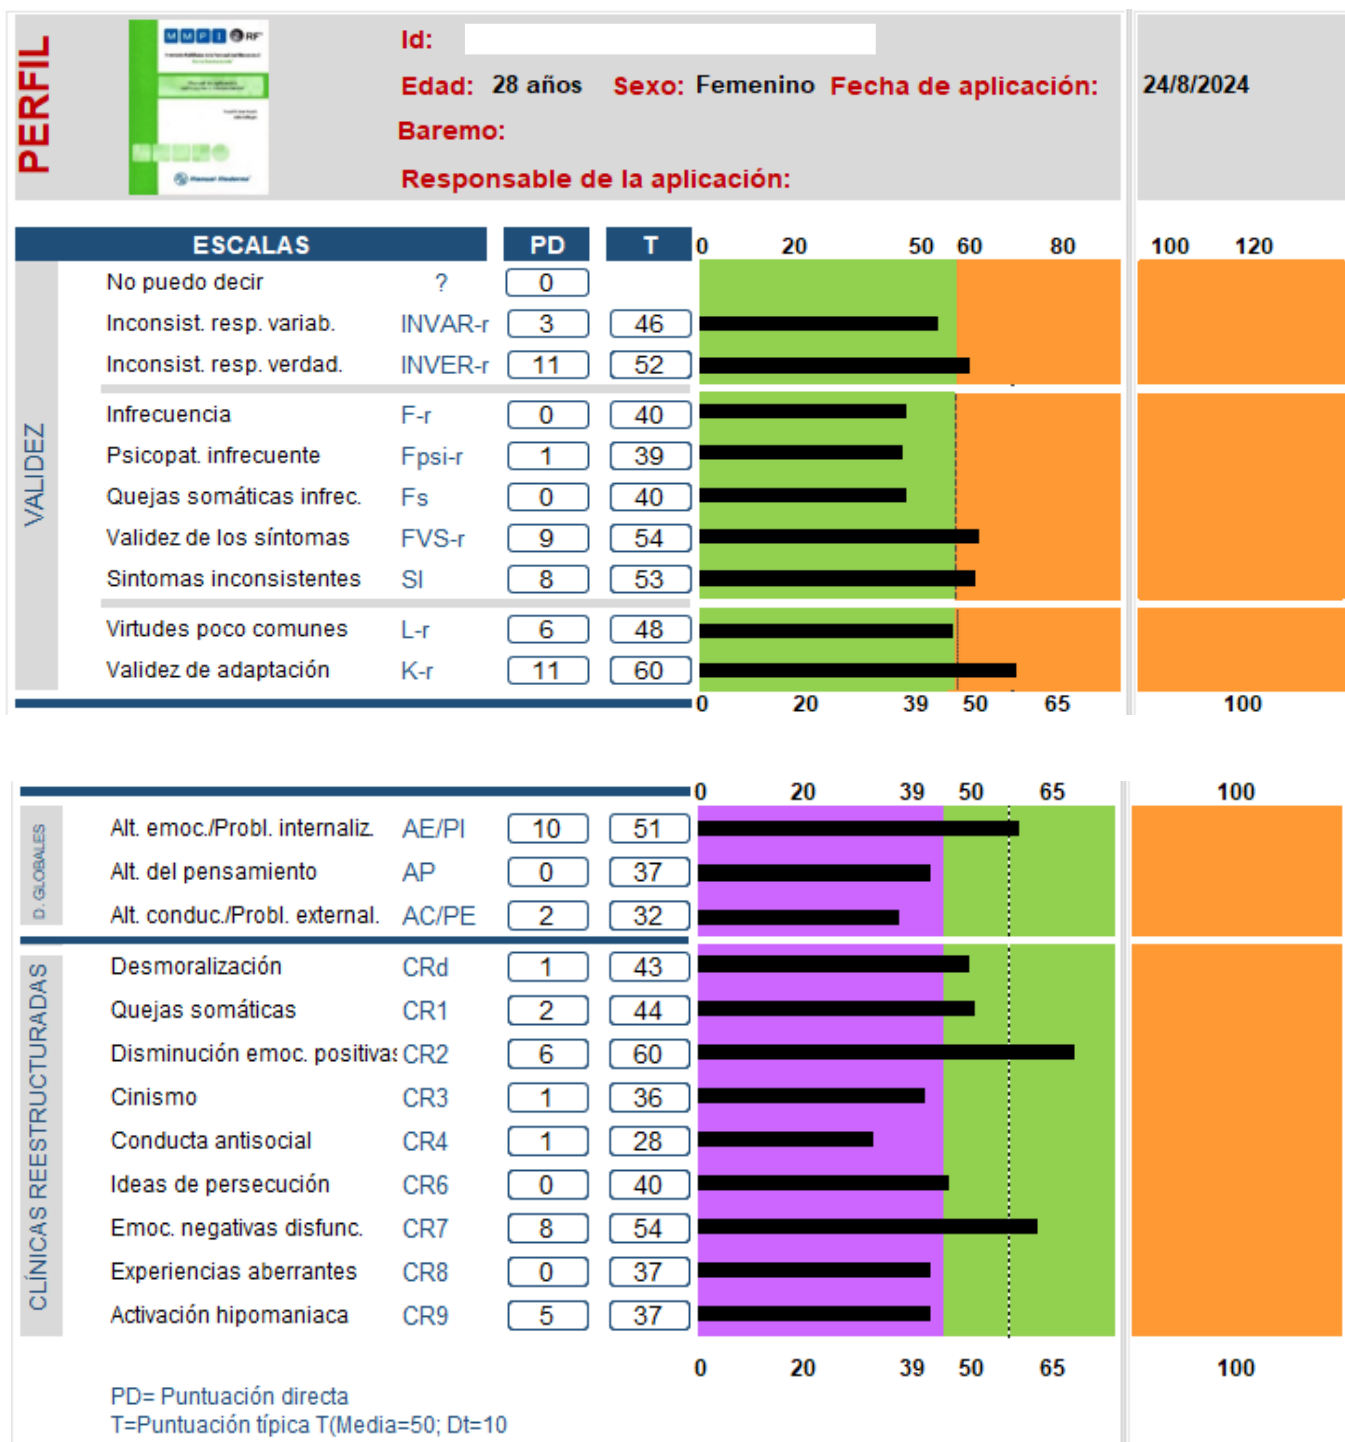 PERFIL
MMPI-2 RF
Manual Moderno
Id:
Edad: 28 años Sexo: Femenino Fecha de aplicación: 24/8/2024
Baremo:
Responsable de la aplicación:
ESCALAS PD T 0 20 50 60 80 100 120
VALIDEZ
No puedo decir ? 0
Inconsist. resp. variab. INVAR-r 3 46
Inconsist. resp. verdad. INVER-r 11 52
Infrecuencia F-r 0 40
Psicopat. infrecuente Fpsi-r 1 39
Quejas somáticas infrec. Fs 0 40
Validez de los síntomas FVS-r 9 54
Sintomas inconsistentes SI 8 53
Virtudes poco comunes L-r 6 48
Validez de adaptación K-r 11 60
0 20 39 50 65 100
0 20 39 50 65 100
D. GLOBALES
Alt. emoc./Probl. internaliz. AE/PI 10 51
Alt. del pensamiento AP 0 37
Alt. conduc./Probl. external. AC/PE 2 32
CLÍNICAS REESTRUCTURADAS
Desmoralización CRd 1 43
Quejas somáticas CR1 2 44
Disminución emoc. positivas CR2 6 60
Cinismo CR3 1 36
Conducta antisocial CR4 1 28
Ideas de persecución CR6 0 40
Emoc. negativas disfunc. CR7 8 54
Experiencias aberrantes CR8 0 37
Activación hipomaniaca CR9 5 37
0 20 39 50 65 100
PD= Puntuación directa
T=Puntuación típica T(Media=50; Dt=10